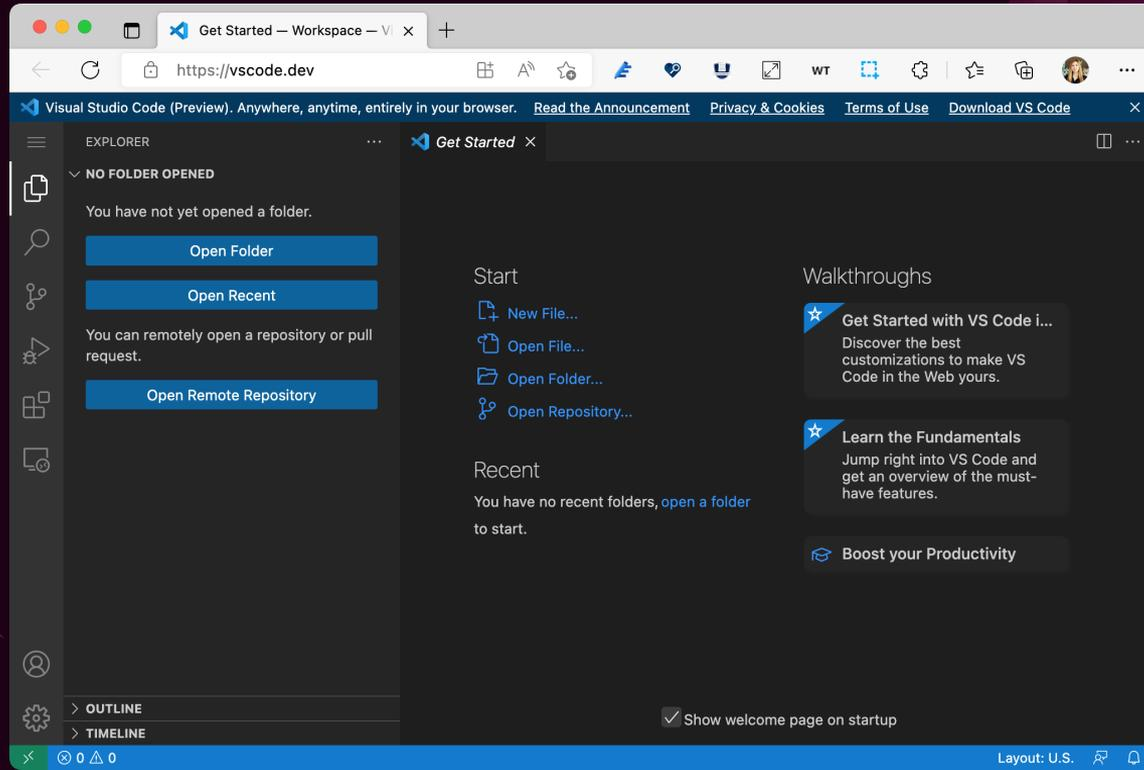 Get Started — Workspace — V
https://vscode.dev
WT
Visual Studio Code (Preview). Anywhere, anytime, entirely in your browser. Read the Announcement Privacy & Cookies Terms of Use Download VS Code
EXPLORER
Get Started
NO FOLDER OPENED
You have not yet opened a folder.
Open Folder
Open Recent
You can remotely open a repository or pull
request.
Open Remote Repository
OUTLINE
TIMELINE
Start
New File...
Open File...
Open Folder...
Open Repository...
Recent
You have no recent folders, open a folder
to start.
Walkthroughs
Get Started with VS Code i...
Discover the best
customizations to make VS
Code in the Web yours.
Learn the Fundamentals
Jump right into VS Code and
get an overview of the must-
have features.
Boost your Productivity
Show welcome page on startup
0 0
Layout: U.S.